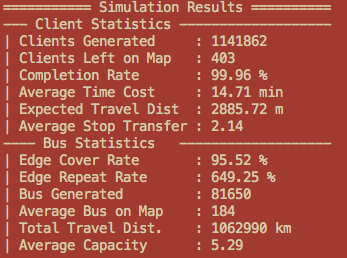 =========== Simulation Results ==========
--- Client Statistics -------------------
| Clients Generated     : 1141862
| Clients Left on Map   : 403
| Completion Rate       : 99.96 %
| Average Time Cost     : 14.71 min
| Expected Travel Dist  : 2885.72 m
| Average Stop Transfer : 2.14
---- Bus Statistics   -------------------
| Edge Cover Rate       : 95.52 %
| Edge Repeat Rate      : 649.25 %
| Bus Generated         : 81650
| Average Bus on Map    : 184
| Total Travel Dist.    : 1062990 km
| Average Capacity      : 5.29